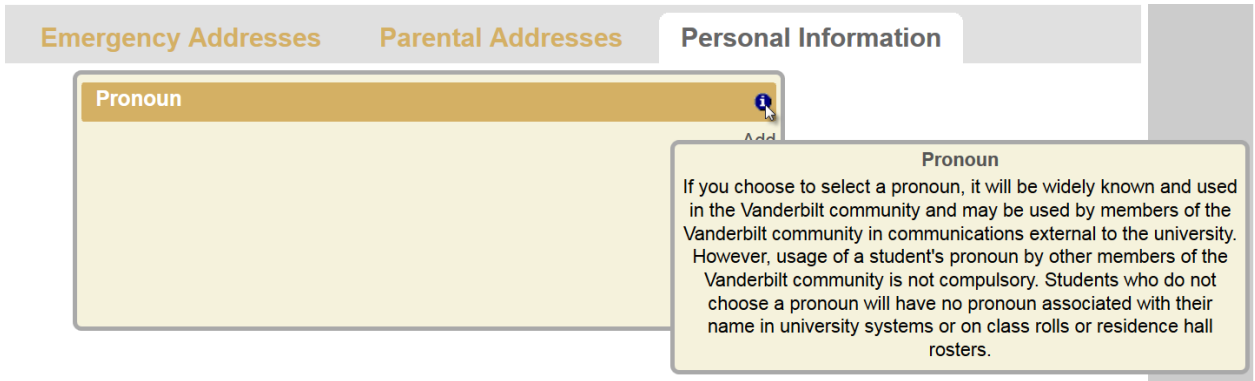 Emergency Addresses Parental Addresses Personal Information
Pronoun
Add
Pronoun
If you choose to select a pronoun, it will be widely known and used
in the Vanderbilt community and may be used by members of the
Vanderbilt community in communications external to the university.
However, usage of a student's pronoun by other members of the
Vanderbilt community is not compulsory. Students who do not
choose a pronoun will have no pronoun associated with their
name in university systems or on class rolls or residence hall
rosters.